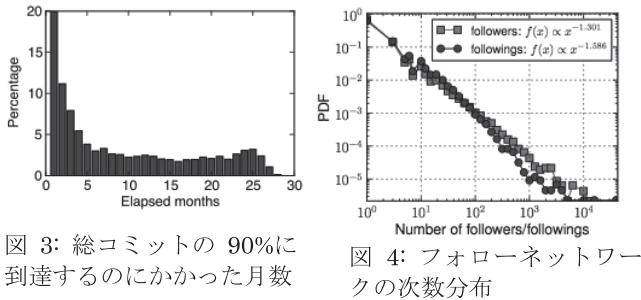 20
15
10
5
0
Percentage
0 5 10 15 20 25 30
Elapsed months
図 3: 総コミットの 90%に
到達するのにかかった月数
10^0
10^{-1}
10^{-2}
10^{-3}
10^{-4}
10^{-5}
PDF
followers: f(x) ∝ x^{-1.301}
followings: f(x) ∝ x^{-1.586}
10^0 10^1 10^2 10^3 10^4
Number of followers/followings
図 4: フォローネットワー
クの次数分布